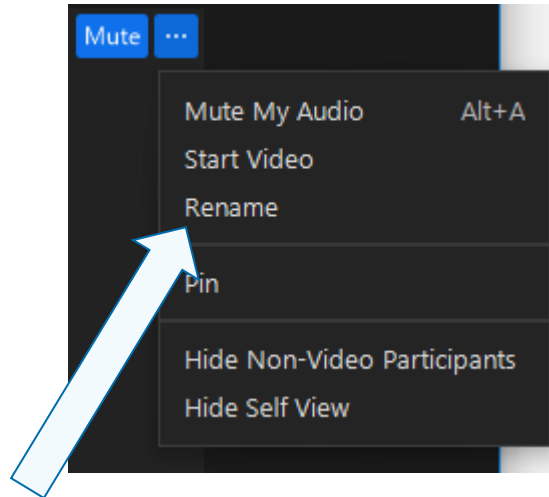 Mute ...
Mute My Audio Alt+A
Start Video
Rename
Pin
Hide Non-Video Participants
Hide Self View